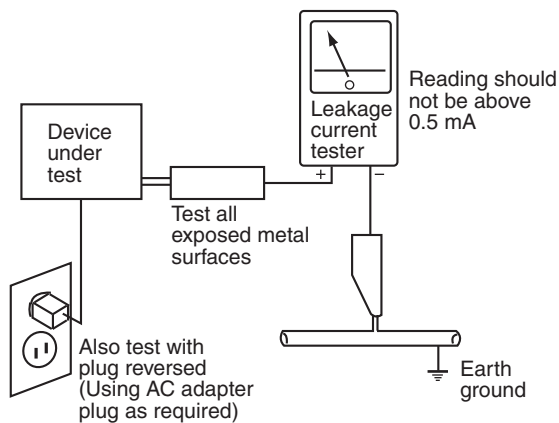 Device
under
test
Leakage
current
tester
+ −
Reading should
not be above
0.5 mA
Test all
exposed metal
surfaces
Also test with
plug reversed
(Using AC adapter
plug as required)
Earth
ground